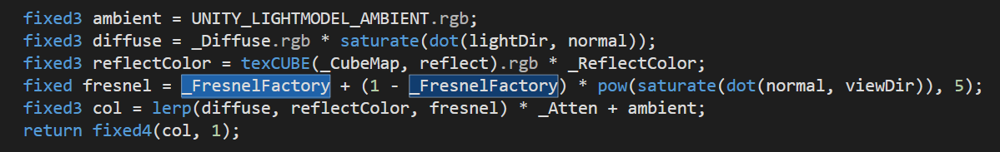 fixed3 ambient = UNITY_LIGHTMODEL_AMBIENT.rgb;
fixed3 diffuse = _Diffuse.rgb * saturate(dot(lightDir, normal));
fixed3 reflectColor = texCUBE(_CubeMap, reflect).rgb * _ReflectColor;
fixed fresnel = _FresnelFactory + (1 - _FresnelFactory) * pow(saturate(dot(normal, viewDir)), 5);
fixed3 col = lerp(diffuse, reflectColor, fresnel) * _Atten + ambient;
return fixed4(col, 1);